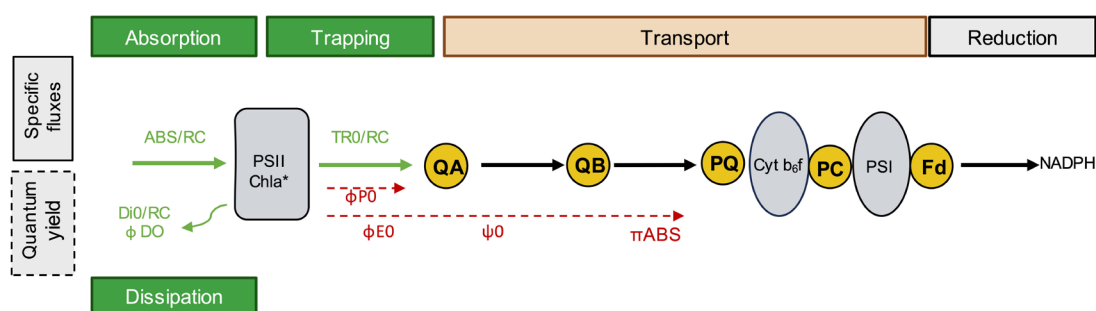 Absorption
Trapping
Transport
Reduction
Specific
fluxes
Quantum
yield
ABS/RC
PSII
Chla*
TR0/RC
ϕP0
QA
QB
PQ
Cyt b₆f
PC
PSI
Fd
NADPH
Di0/RC
ϕ DO
ϕE0
ψ0
πABS
Dissipation